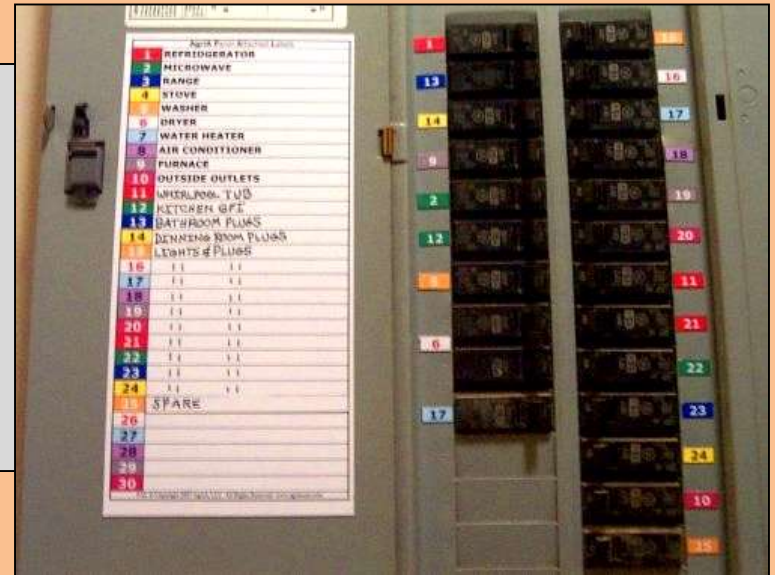 1 REFRIDGERATOR
2 MICROWAVE
3 RANGE
4 STOVE
5 WASHER
6 DRYER
7 WATER HEATER
8 AIR CONDITIONER
9 FURNACE
10 OUTSIDE OUTLETS
11 WHIRLPOOL TUB
12 KITCHEN GFI
13 BATHROOM PLUGS
14 DINNING ROOM PLUGS
15 LIGHTS & PLUGS
16 " "
17 " "
18 " "
19 " "
20 " "
21 " "
22 " "
23 " "
24 " "
25 SPARE
26
27
28
29
30
All Rights Reserved
1
13
14
9
2
12
5
6
17
15
16
17
18
19
20
11
21
22
23
24
10
25